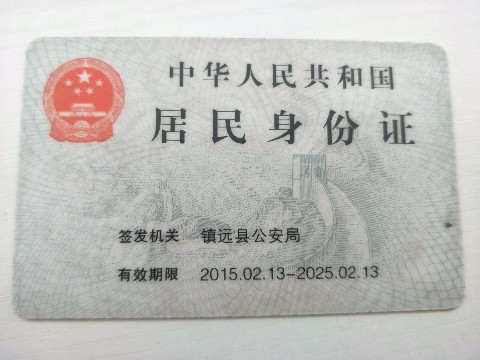 中华人民共和国
居民身份证
签发机关 镇远县公安局
有效期限 2015.02.13-2025.02.13